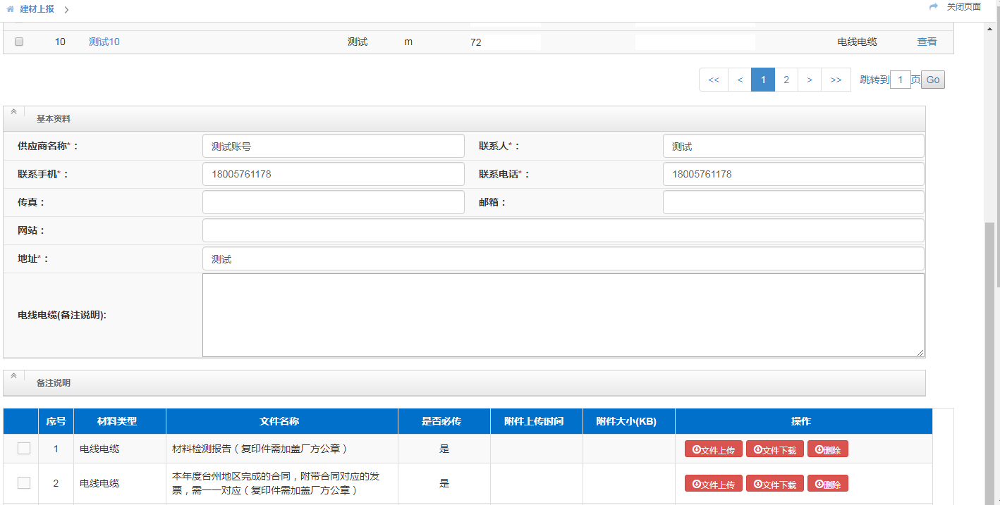 建材上报
关闭页面
10 测试10 测试 m 72 电线电缆 查看
<< < 1 2 > >> 跳转到 1 页 Go
基本资料
供应商名称*： 测试账号 联系人*： 测试
联系手机*： 18005761178 联系电话*： 18005761178
传真： 邮箱：
网站：
地址*： 测试
电线电缆(备注说明):
备注说明
序号 材料类型 文件名称 是否必传 附件上传时间 附件大小(KB) 操作
1 电线电缆 材料检测报告（复印件需加盖厂方公章） 是 文件上传 文件下载 删除
2 电线电缆 本年度台州地区完成的合同，附带合同对应的发
票，需一一对应（复印件需加盖厂方公章） 是 文件上传 文件下载 删除